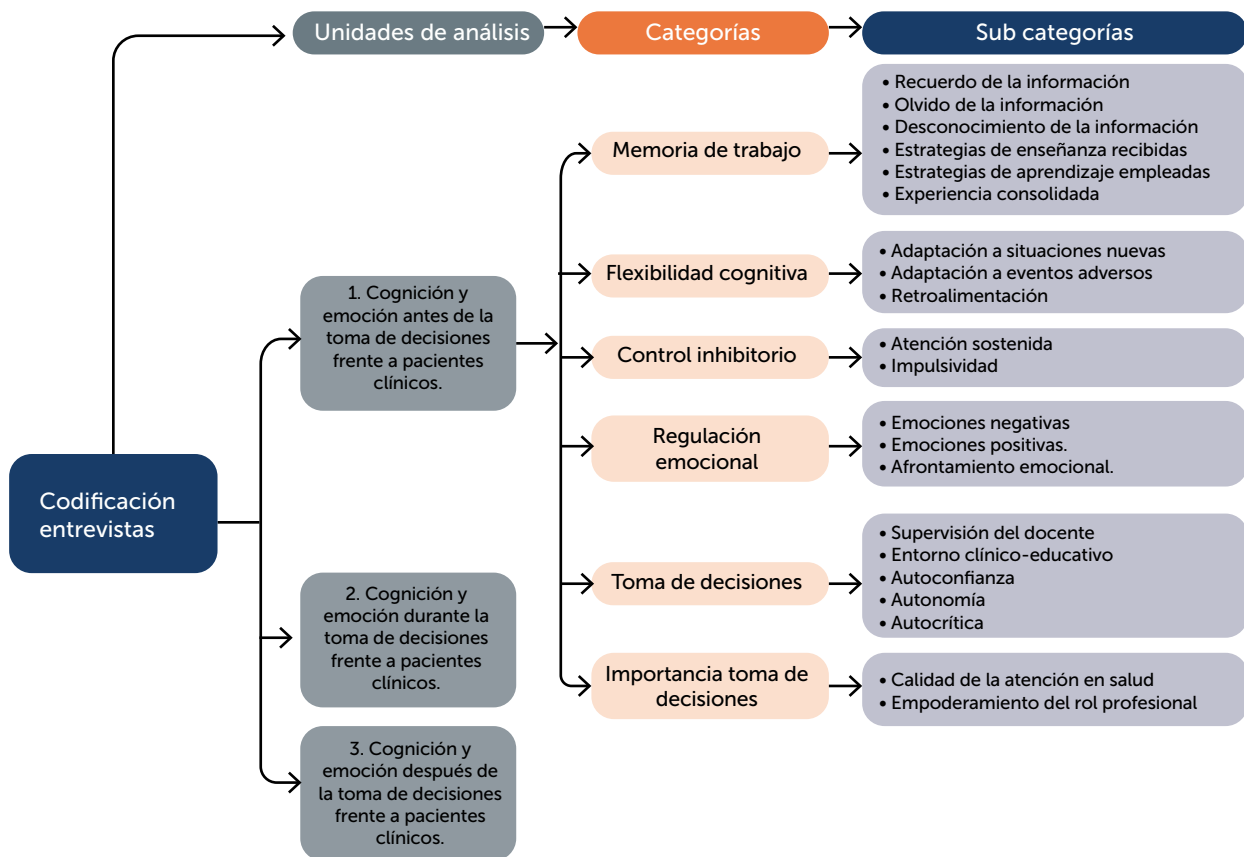 Unidades de análisis
Categorías
Sub categorías
Codificación
entrevistas
1. Cognición y
emoción antes de la
toma de decisiones
frente a pacientes
clínicos.
2. Cognición y
emoción durante la
toma de decisiones
frente a pacientes
clínicos.
3. Cognición y
emoción después de
la toma de decisiones
frente a pacientes
clínicos.
Memoria de trabajo
• Recuerdo de la información
• Olvido de la información
• Desconocimiento de la información
• Estrategias de enseñanza recibidas
• Estrategias de aprendizaje empleadas
• Experiencia consolidada
Flexibilidad cognitiva
• Adaptación a situaciones nuevas
• Adaptación a eventos adversos
• Retroalimentación
Control inhibitorio
• Atención sostenida
• Impulsividad
Regulación
emocional
• Emociones negativas
• Emociones positivas.
• Afrontamiento emocional.
Toma de decisiones
• Supervisión del docente
• Entorno clínico-educativo
• Autoconfianza
• Autonomía
• Autocrítica
Importancia toma de
decisiones
• Calidad de la atención en salud
• Empoderamiento del rol profesional